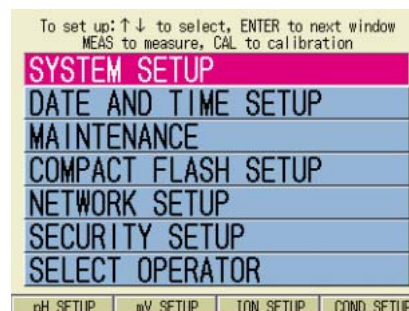 To set up:↑↓ to select, ENTER to next window
MEAS to measure, CAL to calibration
SYSTEM SETUP
DATE AND TIME SETUP
MAINTENANCE
COMPACT FLASH SETUP
NETWORK SETUP
SECURITY SETUP
SELECT OPERATOR
pH SETUP mV SETUP ION SETUP COND SETUP